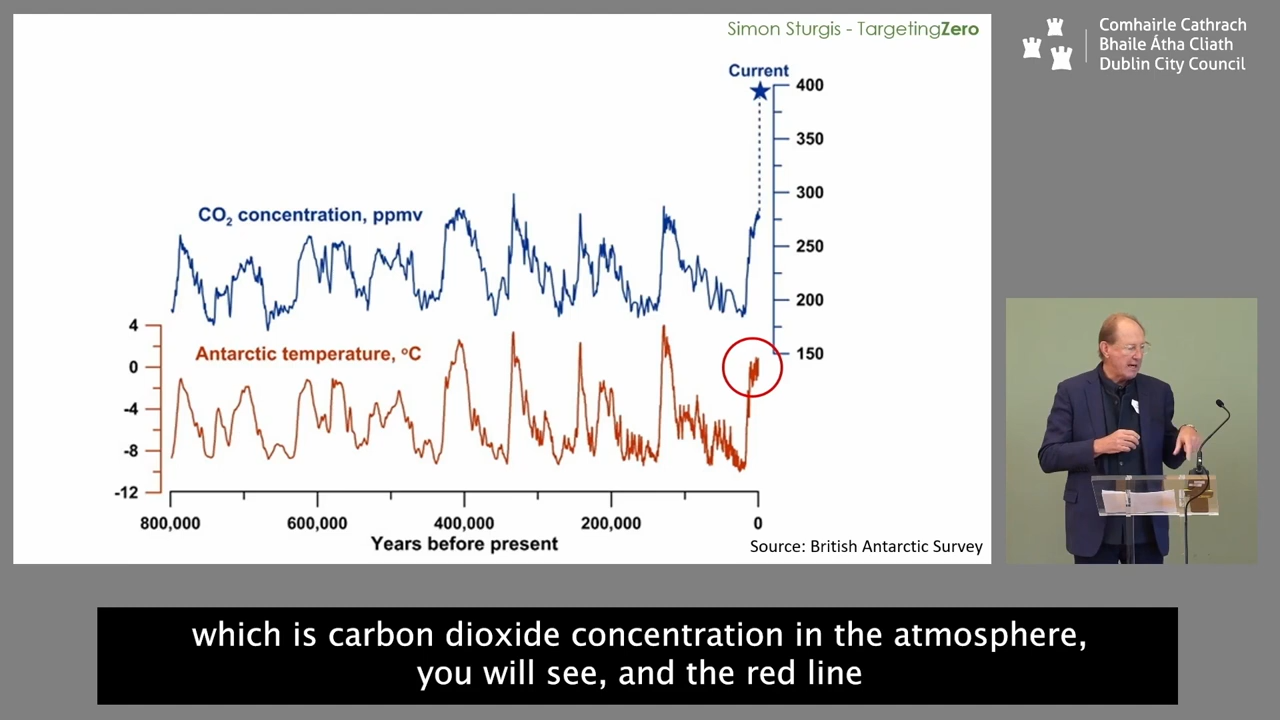 Simon Sturgis - TargetingZero
Comhairle Cathrach
Bhaile Átha Cliath
Dublin City Council
Current
400
350
300
250
200
150
CO₂ concentration, ppmv
Antarctic temperature, °C
4
0
-4
-8
-12
800,000
600,000
400,000
200,000
0
Years before present
Source: British Antarctic Survey
which is carbon dioxide concentration in the atmosphere,
you will see, and the red line